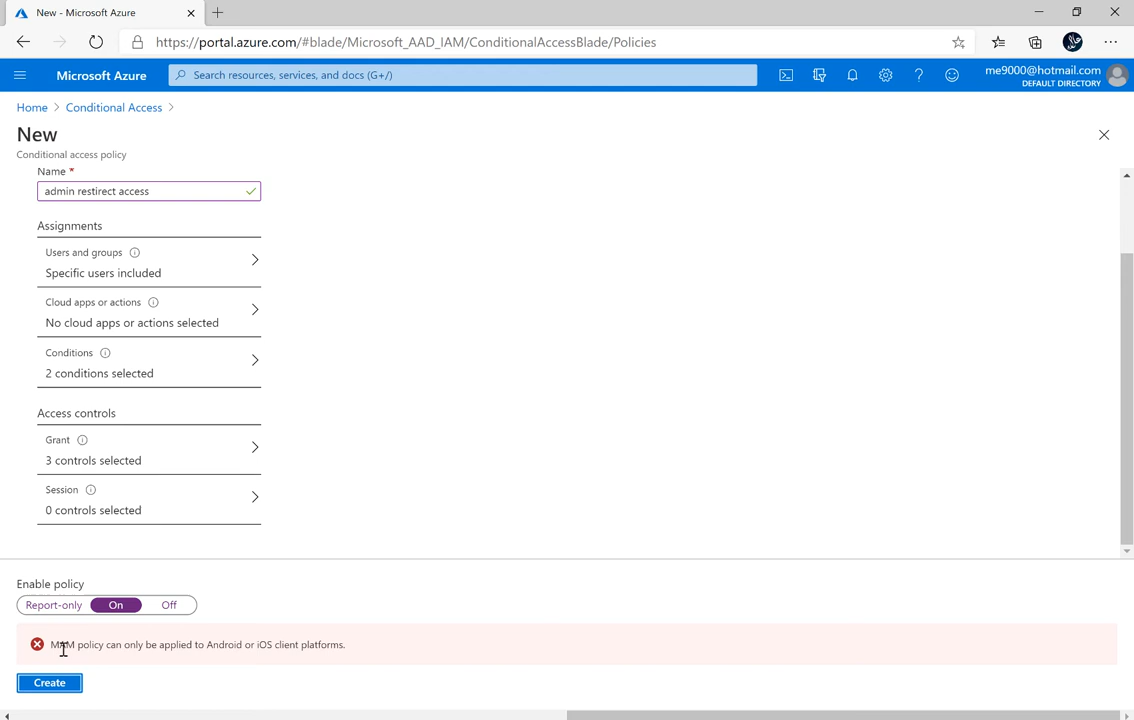 New - Microsoft Azure
https://portal.azure.com/#blade/Microsoft_AAD_IAM/ConditionalAccessBlade/Policies
Microsoft Azure
Search resources, services, and docs (G+/)
me9000@hotmail.com
DEFAULT DIRECTORY
Home > Conditional Access >
New
Conditional access policy
Name *
admin restirect access
Assignments
Users and groups
Specific users included
Cloud apps or actions
No cloud apps or actions selected
Conditions
2 conditions selected
Access controls
Grant
3 controls selected
Session
0 controls selected
Enable policy
Report-only On Off
MAM policy can only be applied to Android or iOS client platforms.
Create